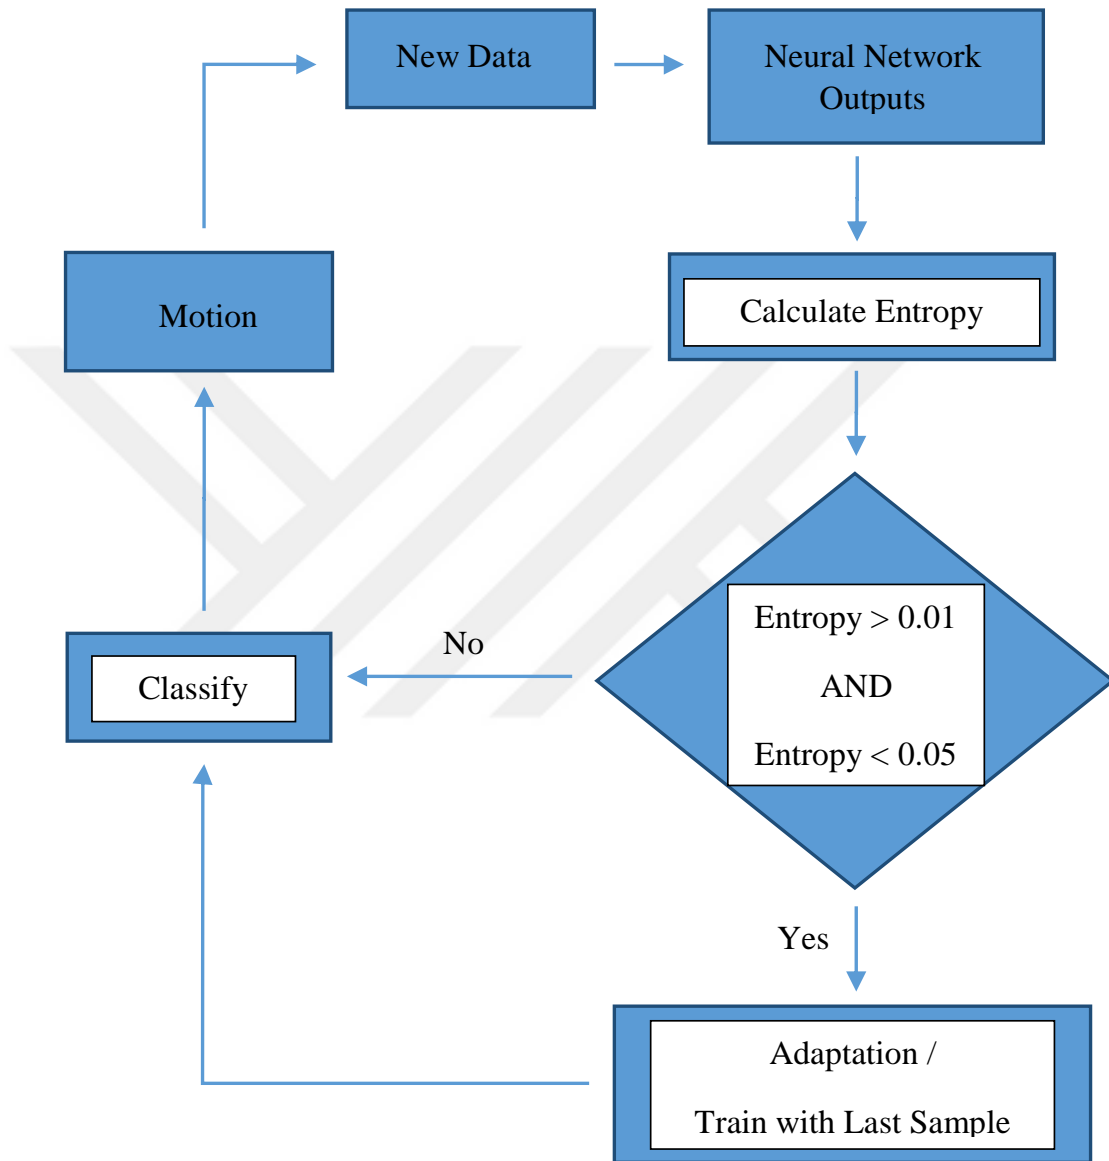 New Data
Neural Network
Outputs
Motion
Calculate Entropy
Entropy > 0.01
AND
Entropy < 0.05
No
Classify
Yes
Adaptation /
Train with Last Sample